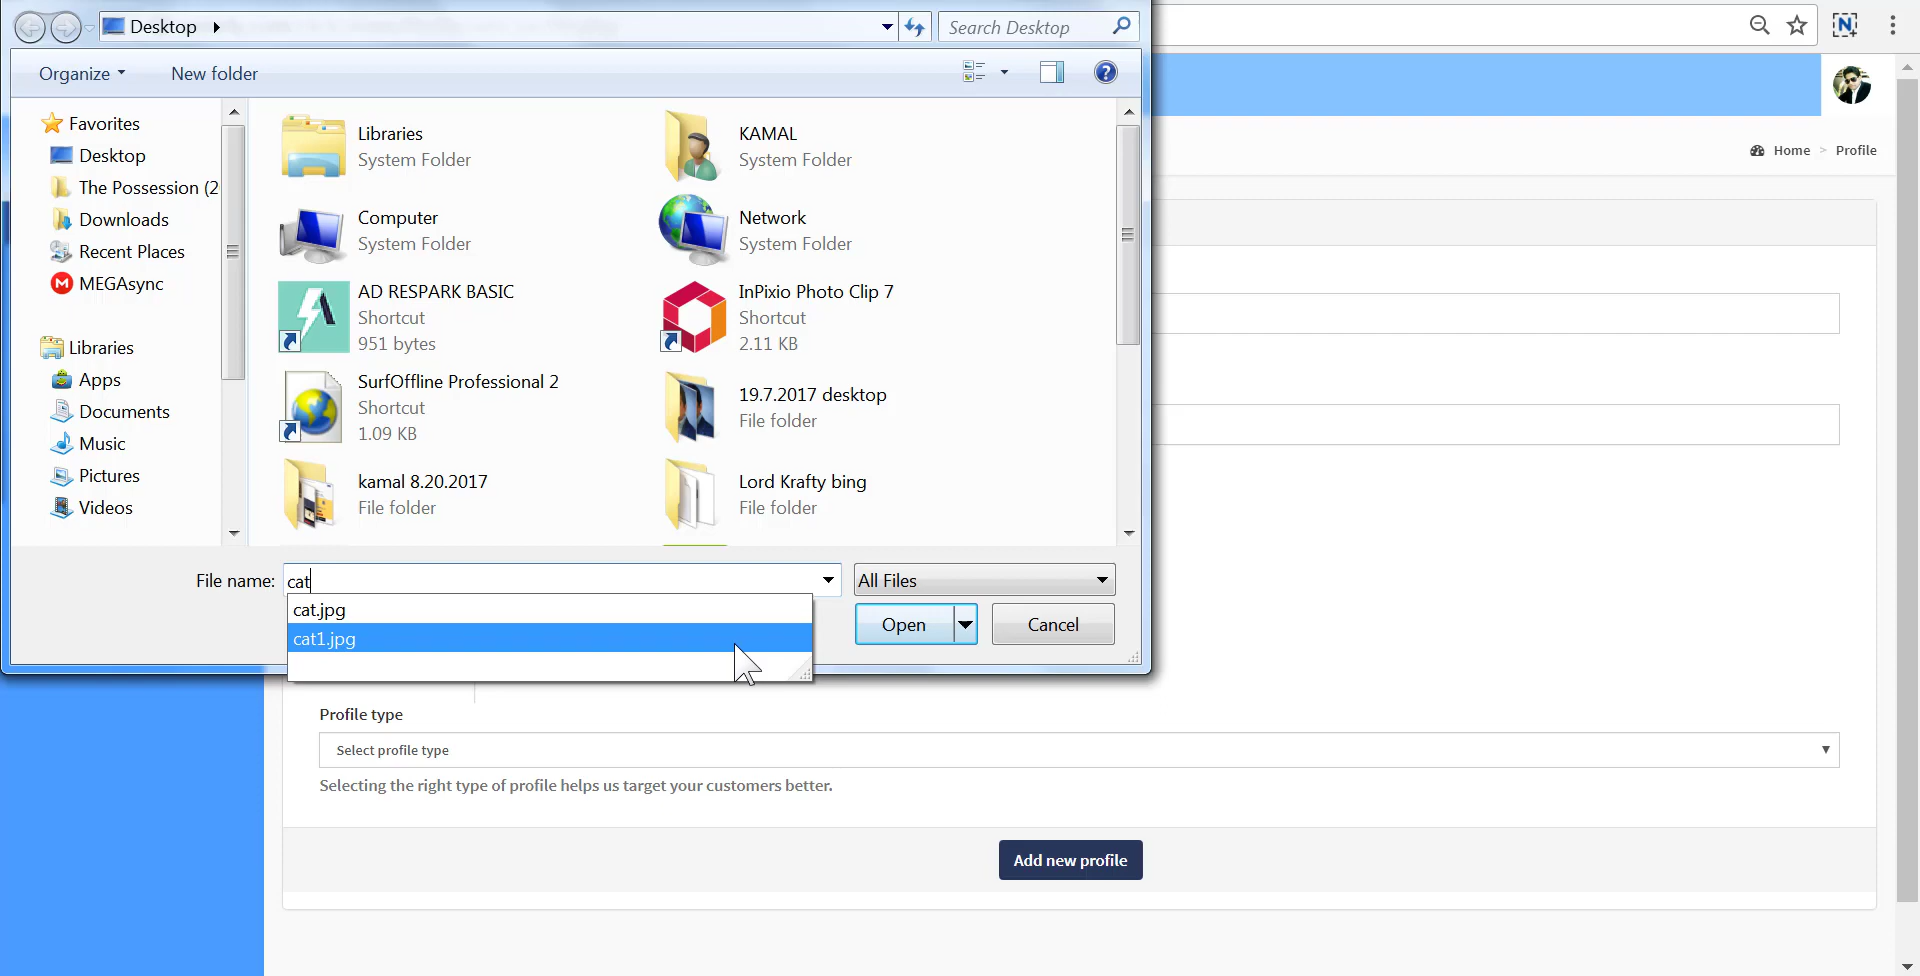 Desktop
Search Desktop
Organize
New folder
Favorites
Desktop
The Possession (2
Downloads
Recent Places
MEGAsync
Libraries
Apps
Documents
Music
Pictures
Videos
Libraries
System Folder
KAMAL
System Folder
Computer
System Folder
Network
System Folder
AD RESPARK BASIC
Shortcut
951 bytes
InPixio Photo Clip 7
Shortcut
2.11 KB
SurfOffline Professional 2
Shortcut
1.09 KB
19.7.2017 desktop
File folder
kamal 8.20.2017
File folder
Lord Krafty bing
File folder
File name: cat
All Files
cat.jpg
cat1.jpg
Open
Cancel
Home > Profile
Profile type
Select profile type
Selecting the right type of profile helps us target your customers better.
Add new profile